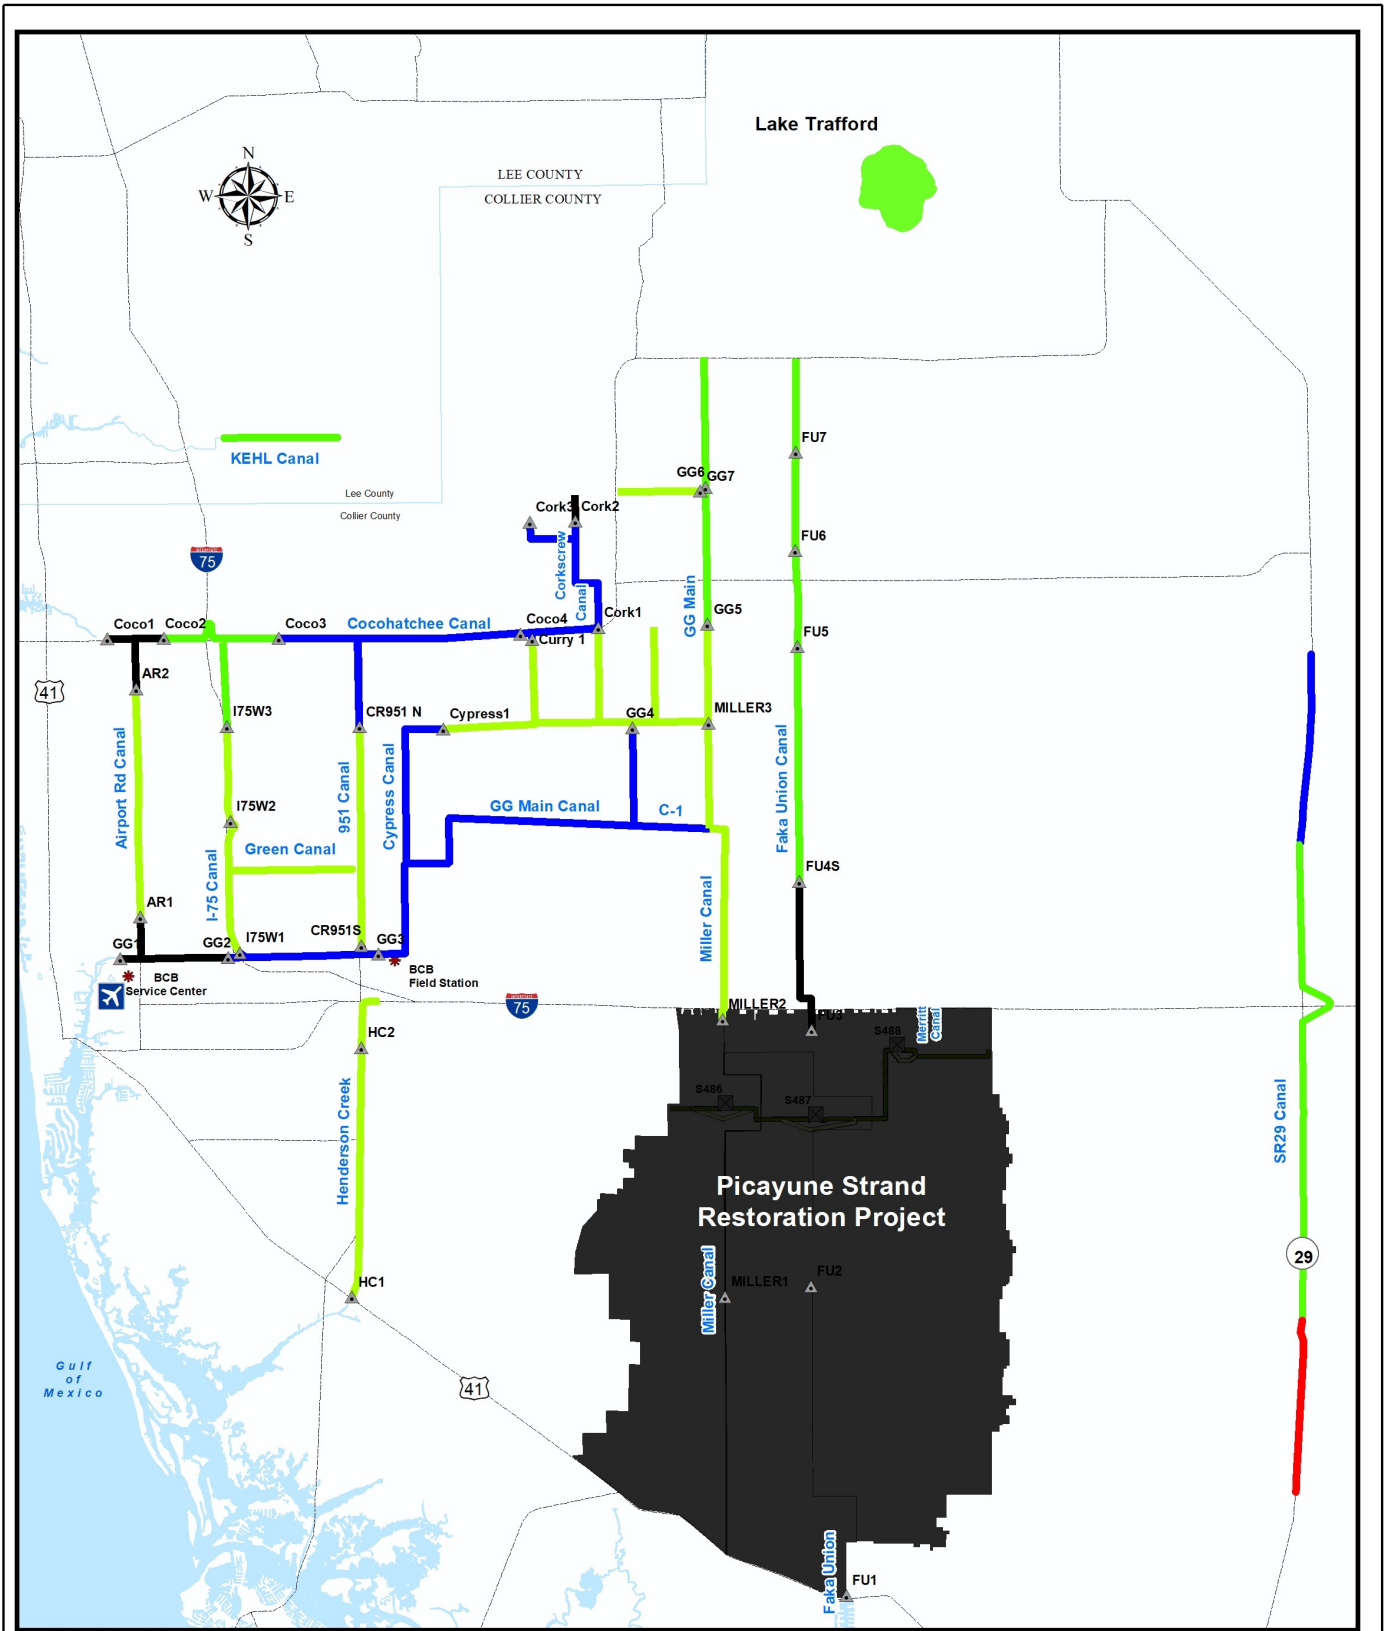 Lake Trafford
N
W
E
S
LEE COUNTY
COLLIER COUNTY
KEHL Canal
Lee County
Collier County
FU7
GG6
GG7
Cork3
Cork2
Corkscrew
Canal
FU6
75
Coco1
Coco2
Coco3
Cocohatchee Canal
Coco4
Curry 1
Cork1
GG Main
GG5
FU5
41
AR2
I75W3
CR951 N
Cypress1
GG4
MILLER3
Airport Rd Canal
I75W2
951 Canal
Cypress Canal
GG Main Canal
C-1
Faka Union Canal
Green Canal
I-75 Canal
FU4S
AR1
GG1
GG2
I75W1
CR951S
GG3
Miller Canal
BCB
Service Center
BCB
Field Station
75
MILLER2
FU3
S488
Merritt
Canal
HC2
S486
S487
Henderson Creek
SR29 Canal
Picayune Strand
Restoration Project
29
Miller Canal
MILLER1
FU2
HC1
Gulf
of
Mexico
41
Faka Union
FU1